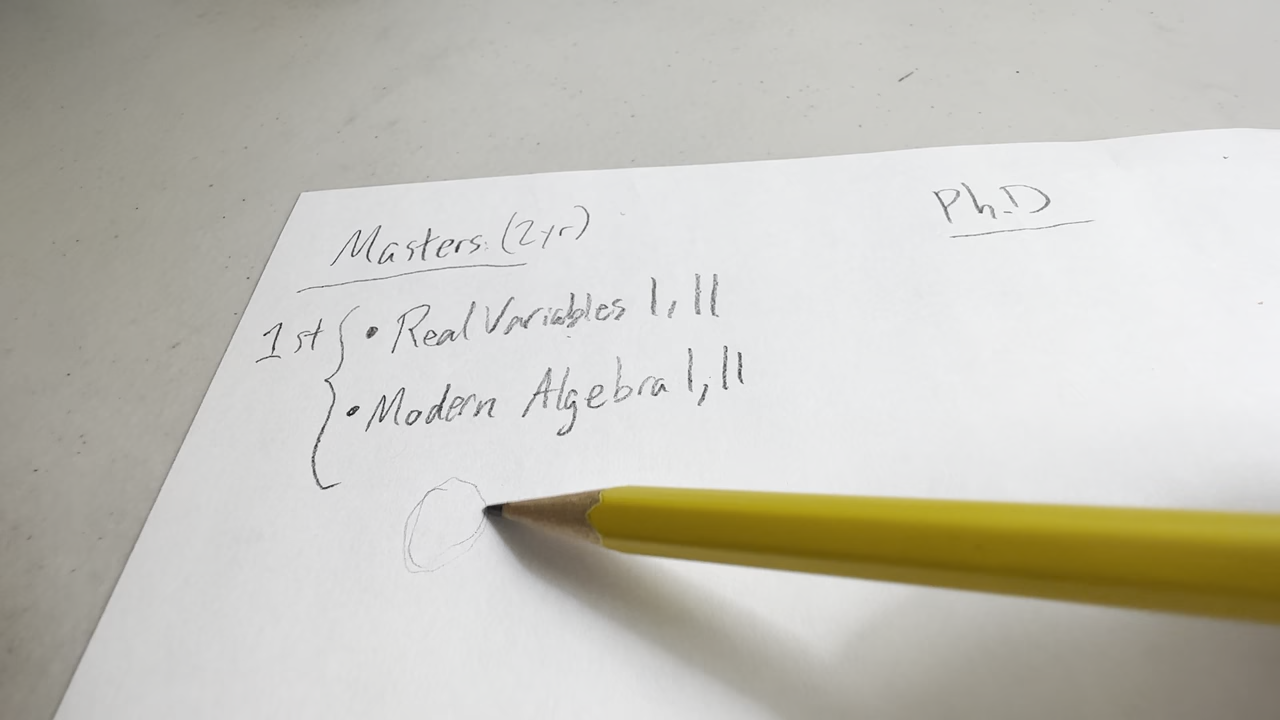 Masters: (2yr)
Ph.D
1st { • Real Variables I, II
• Modern Algebra I, II